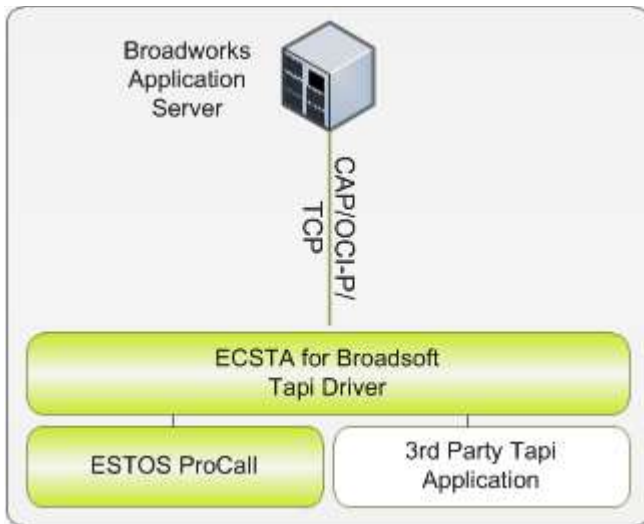 Broadworks
Application
Server
CAP/OCI-P/
TCP
ECSTA for Broadsoft
Tapi Driver
ESTOS ProCall
3rd Party Tapi
Application